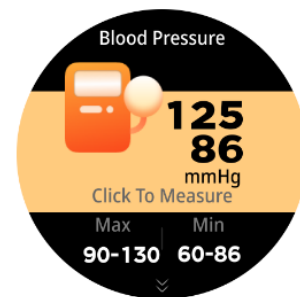 Blood Pressure
125
86
mmHg
Click To Measure
Max Min
90-130 60-86